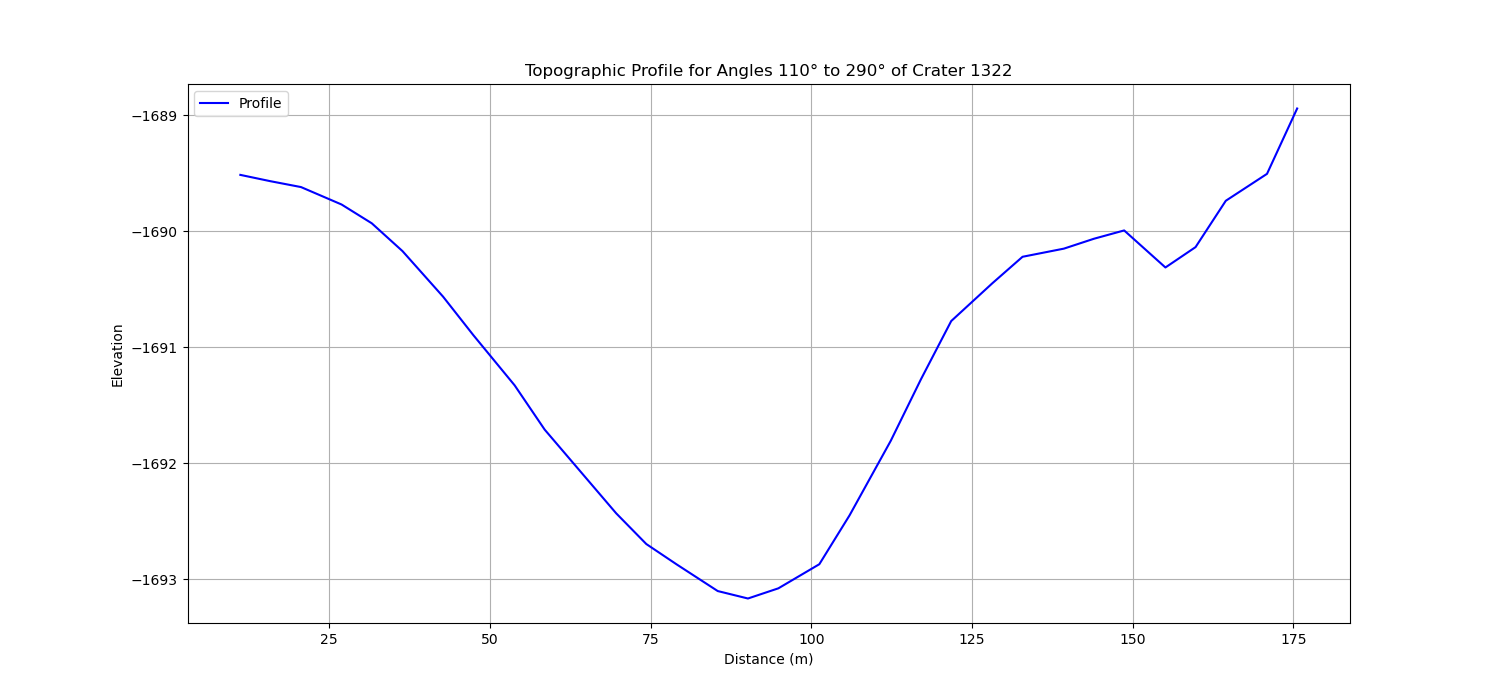 Topographic Profile for Angles 110° to 290° of Crater 1322
Profile
−1689
−1690
−1691
−1692
−1693
Elevation
25 50 75 100 125 150 175
Distance (m)